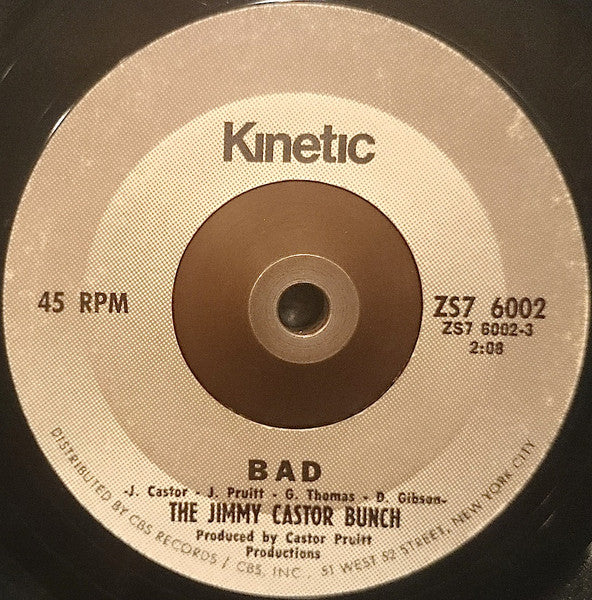 Kinetic
45 RPM
ZS7 6002
ZS7 6002-3
2:08
BAD
-J. Castor - J. Pruitt - G. Thomas - D. Gibson-
THE JIMMY CASTOR BUNCH
Produced by Castor Pruitt
Productions
DISTRIBUTED BY CBS RECORDS / CBS, INC. , 51 WEST 52 STREET, NEW YORK CITY